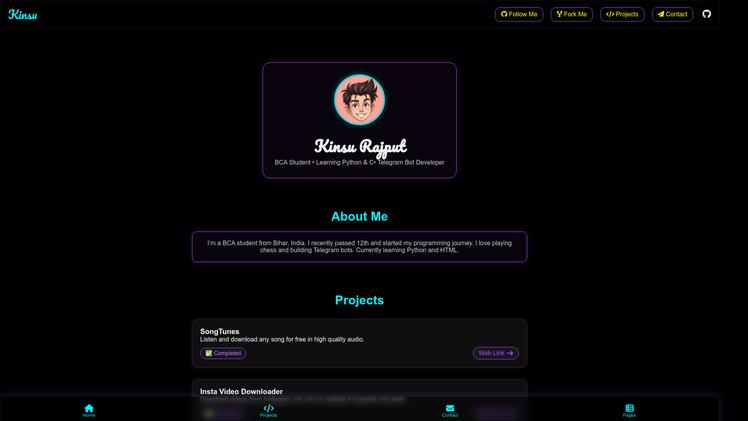 Kinsu
Follow Me
Fork Me
Projects
Contact
Kinsu Rajput
BCA Student • Learning Python & C• Telegram Bot Developer
About Me
I'm a BCA student from Bihar, India. I recently passed 12th and started my programming journey. I love playing
chess and building Telegram bots. Currently learning Python and HTML.
Projects
SongTunes
Listen and download any song for free in high quality audio.
✅ Completed
Web Link
Insta Video Downloader
Home
Projects
Contact
Pages